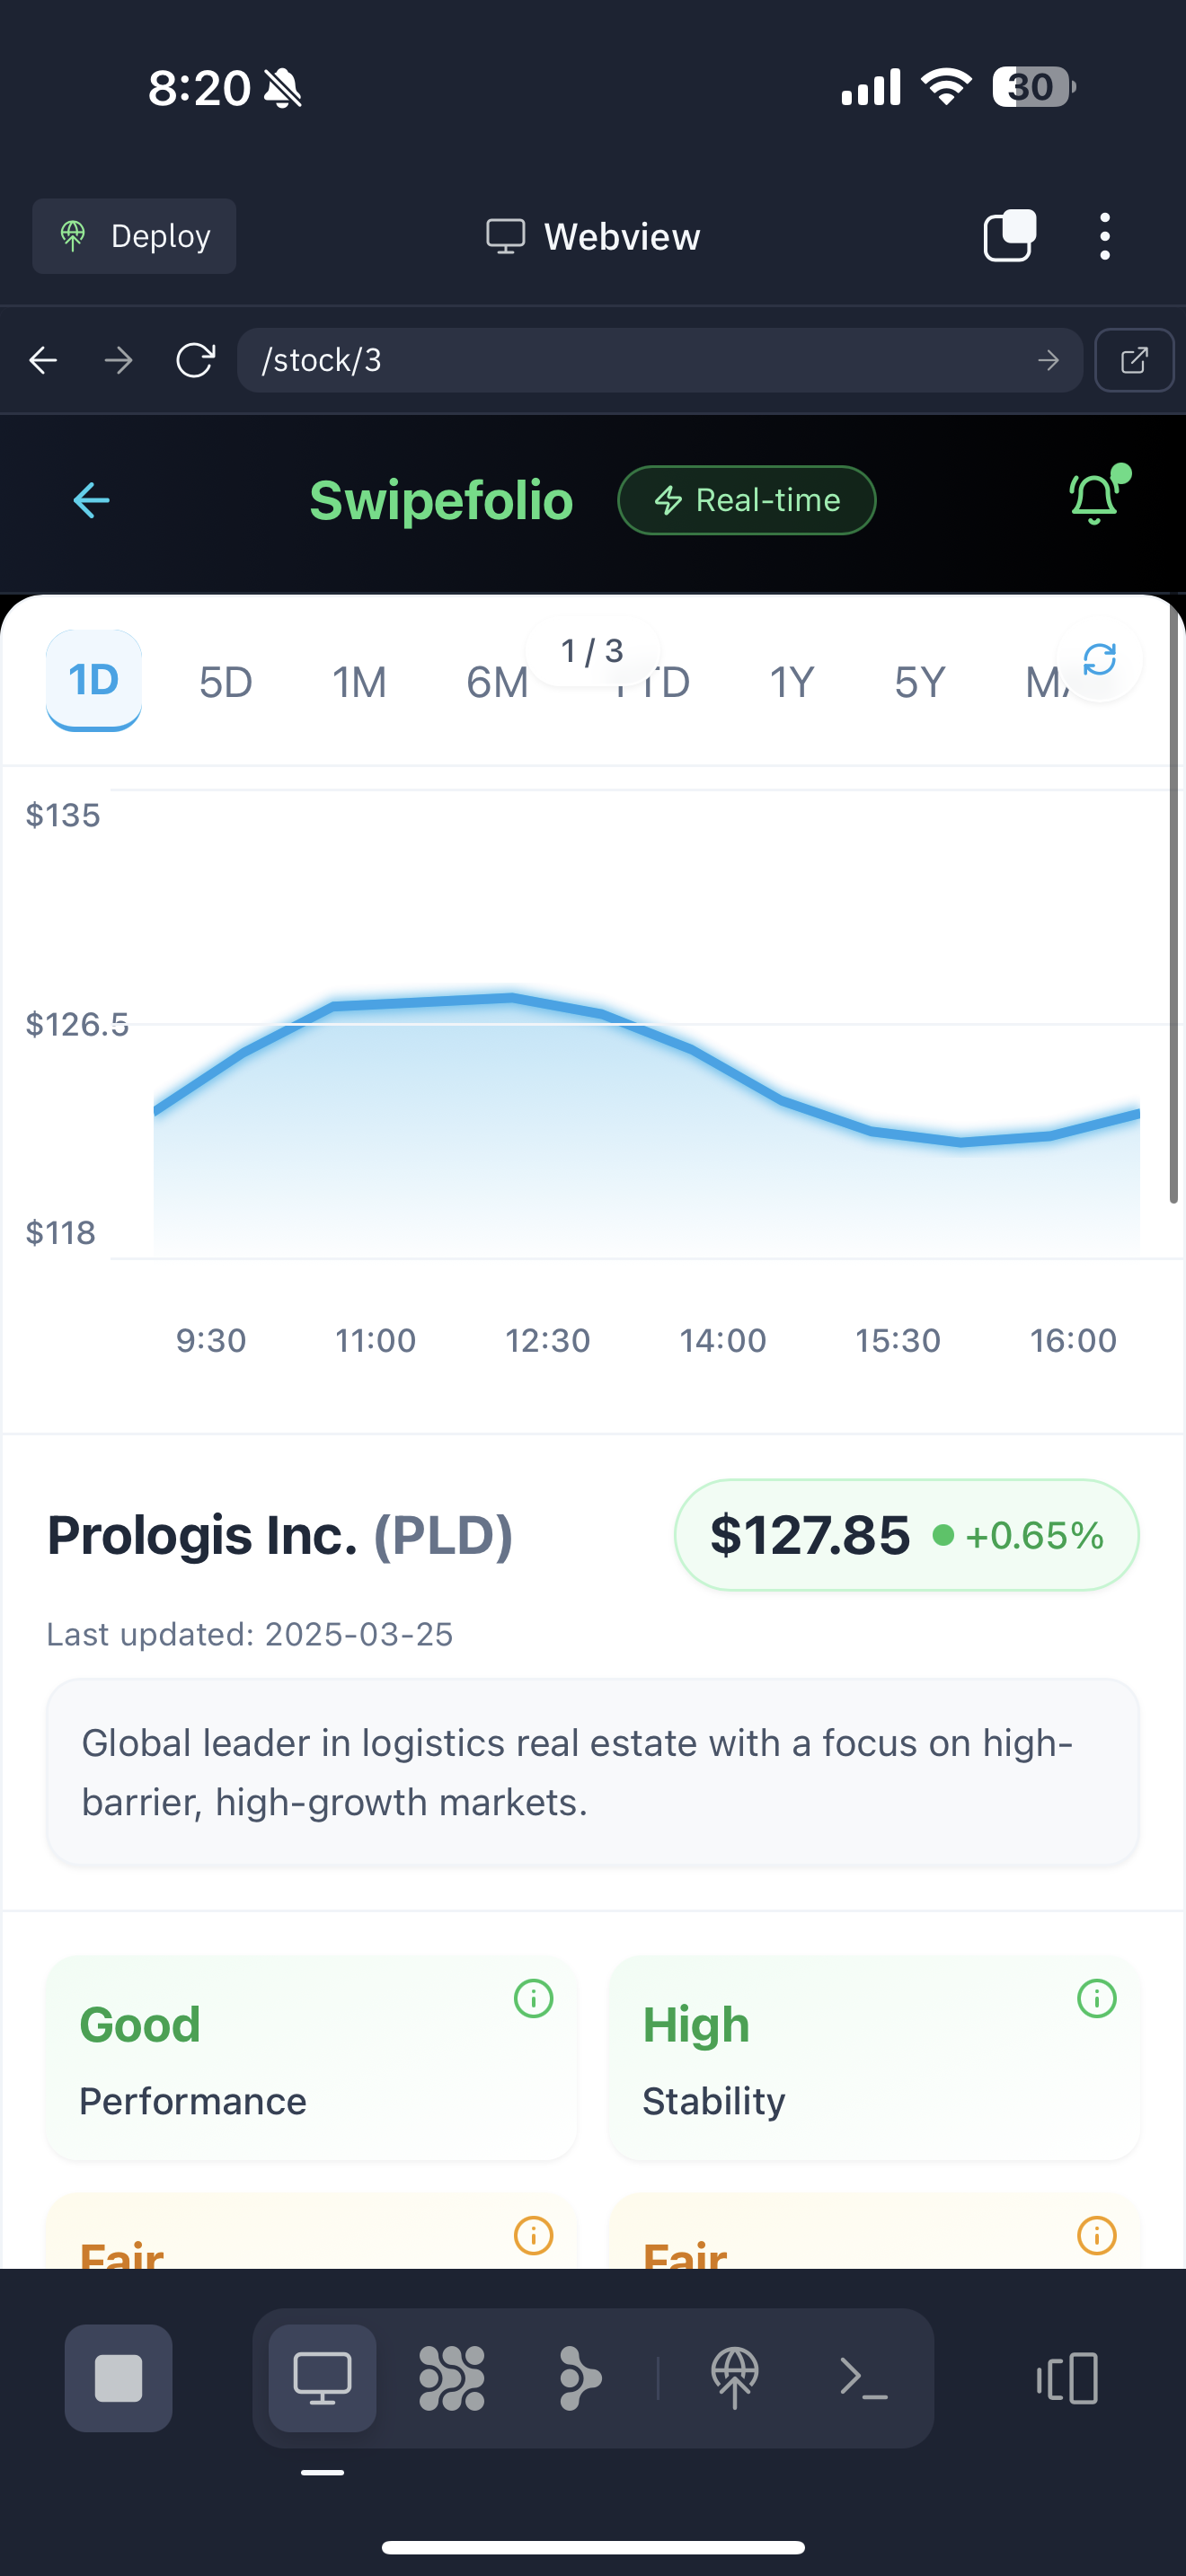 8:20
30
Deploy
Webview
/stock/3
Swipefolio
Real-time
1D 5D 1M 6M 1Y 5Y
1 / 3
$135
$126.5
$118
9:30 11:00 12:30 14:00 15:30 16:00
Prologis Inc. (PLD)
$127.85 +0.65%
Last updated: 2025-03-25
Global leader in logistics real estate with a focus on high-
barrier, high-growth markets.
Good
Performance
High
Stability
Fair
Fair